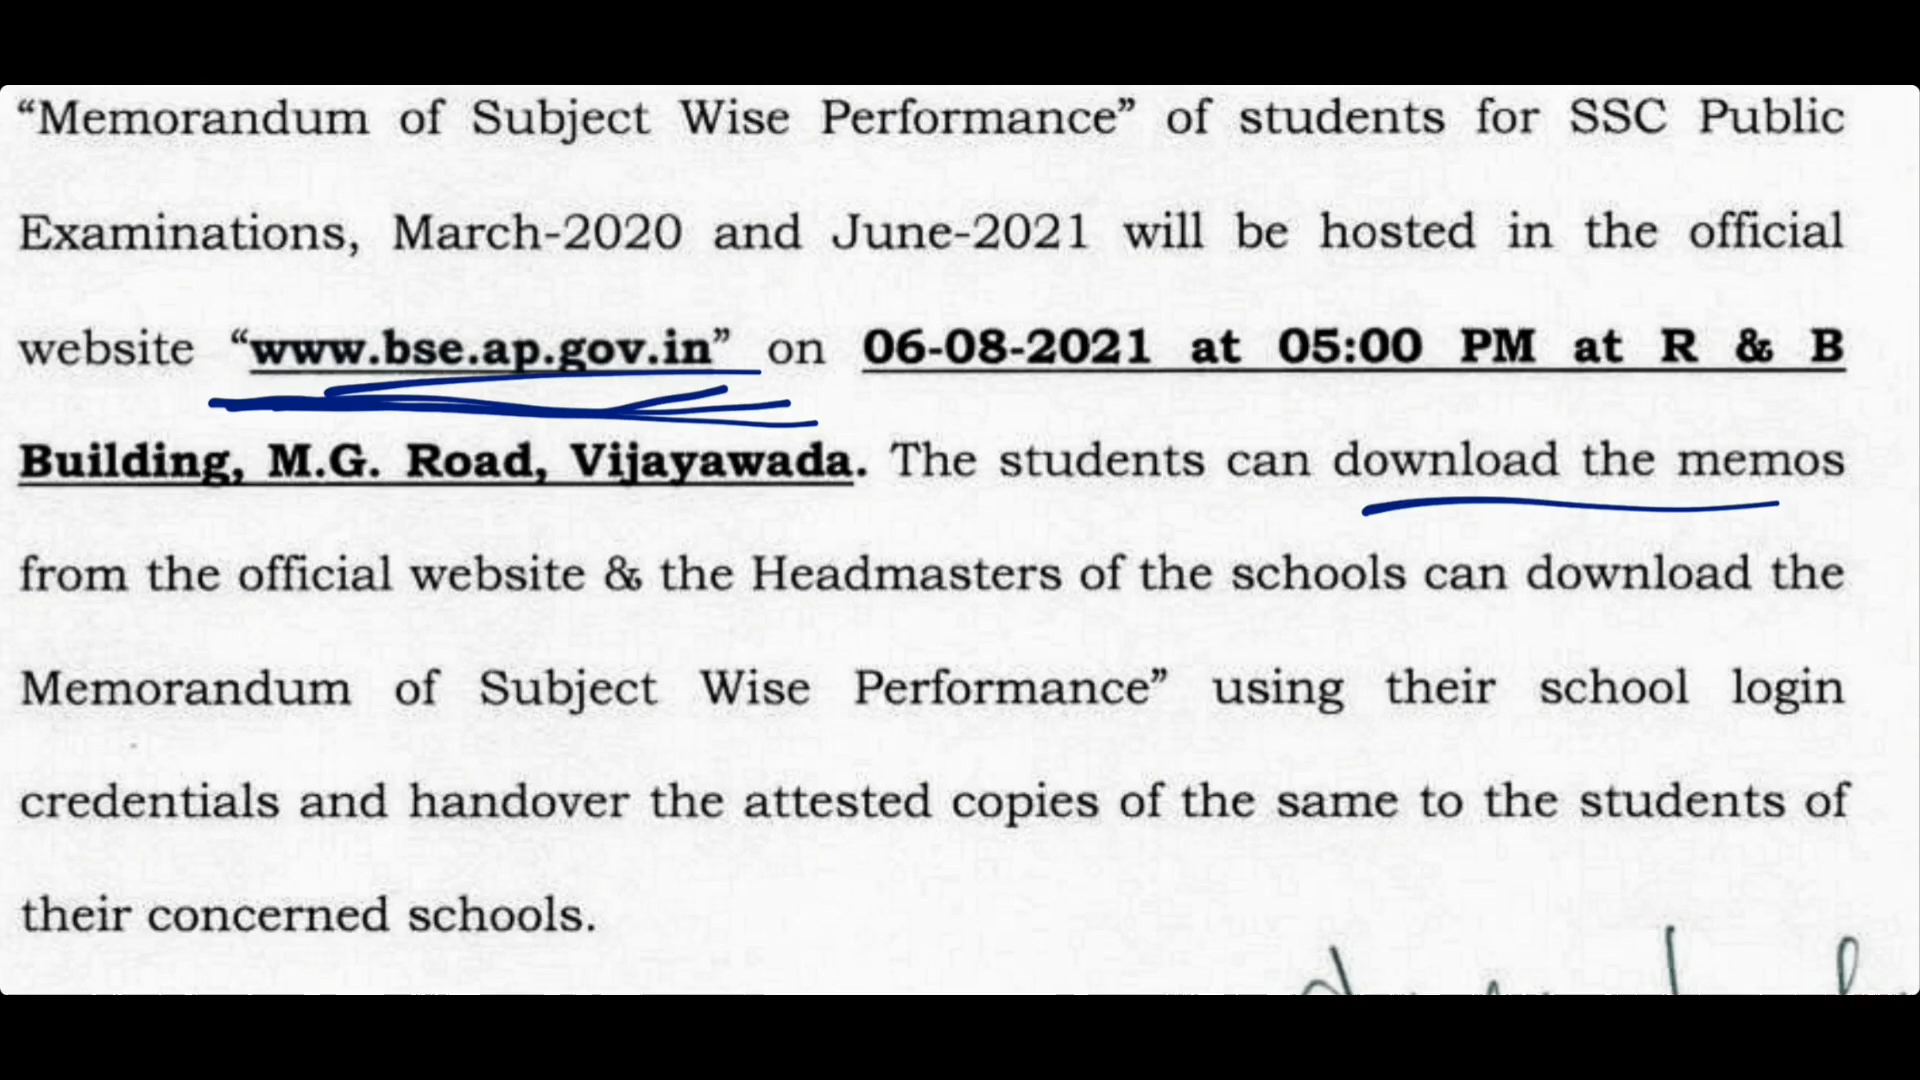 “Memorandum of Subject Wise Performance” of students for SSC Public
Examinations, March-2020 and June-2021 will be hosted in the official
website “www.bse.ap.gov.in” on 06-08-2021 at 05:00 PM at R & B
Building, M.G. Road, Vijayawada. The students can download the memos
from the official website & the Headmasters of the schools can download the
Memorandum of Subject Wise Performance” using their school login
credentials and handover the attested copies of the same to the students of
their concerned schools.